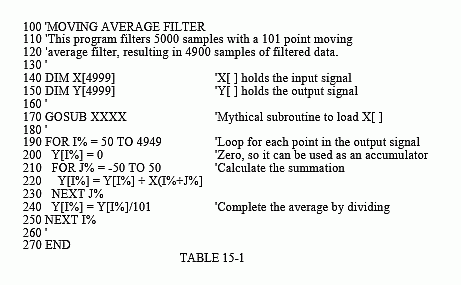 100 'MOVING AVERAGE FILTER
110 'This program filters 5000 samples with a 101 point moving
120 'average filter, resulting in 4900 samples of filtered data.
130 '
140 DIM X[4999] 'X[ ] holds the input signal
150 DIM Y[4999] 'Y[ ] holds the output signal
160 '
170 GOSUB XXXX 'Mythical subroutine to load X[ ]
180 '
190 FOR I% = 50 TO 4949 'Loop for each point in the output signal
200 Y[I%] = 0 'Zero, so it can be used as an accumulator
210 FOR J% = -50 TO 50 'Calculate the summation
220 Y[I%] = Y[I%] + X(I%+J%]
230 NEXT J%
240 Y[I%] = Y[I%]/101 'Complete the average by dividing
250 NEXT I%
260 '
270 END
TABLE 15-1